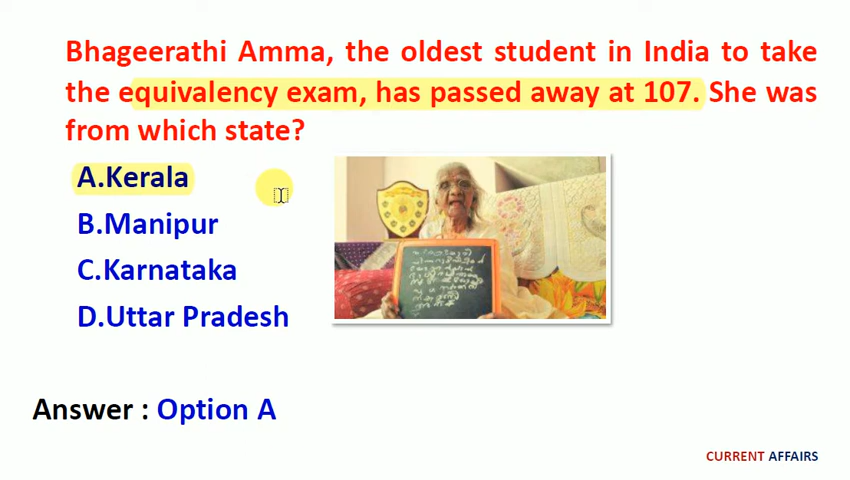 Bhageerathi Amma, the oldest student in India to take
the equivalency exam, has passed away at 107. She was
from which state?
A.Kerala
B.Manipur
C.Karnataka
D.Uttar Pradesh
Answer : Option A
CURRENT AFFAIRS